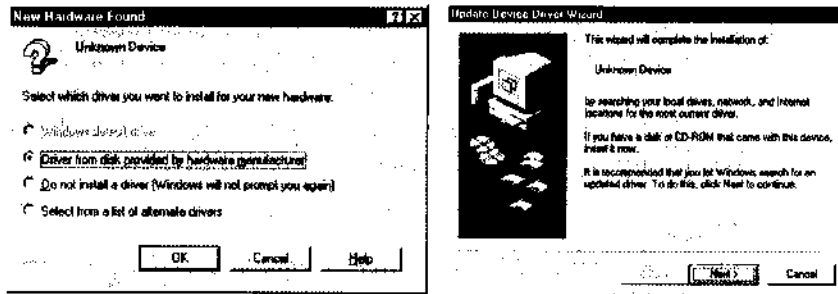 New Hardware Found
Unknown Device
Select which driver you want to install for your new hardware.
Windows default driver
Driver from disk provided by hardware manufacturer
Do not install a driver (Windows will not prompt you again)
Select from a list of alternate drivers
OK
Cancel
Help
Update Device Driver Wizard
This wizard will complete the installation of:
Unknown Device
by searching your local drives, network, and Internet
locations for the most current driver.
If you have a disk or CD-ROM that came with this device,
insert it now.
It is recommended that you let Windows search for an
updated driver. To do this, click Next to continue.
Next >
Cancel